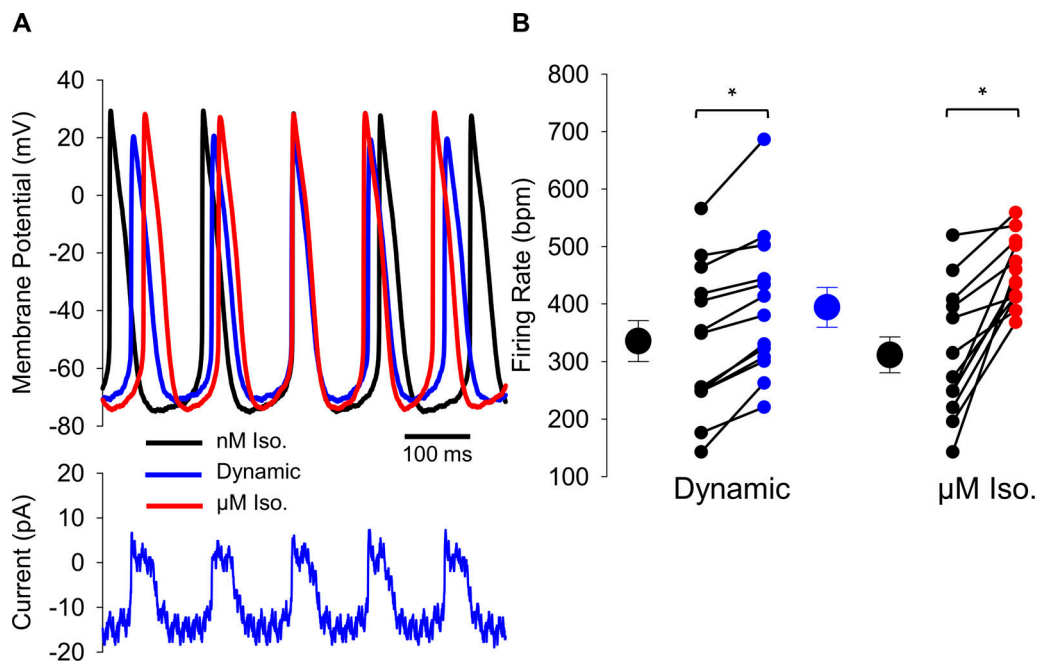 A
B
Membrane Potential (mV)
40
20
0
-20
-40
-60
-80
nM Iso.
Dynamic
µM Iso.
100 ms
Current (pA)
20
10
0
-10
-20
Firing Rate (bpm)
800
700
600
500
400
300
200
100
*
*
Dynamic
µM Iso.